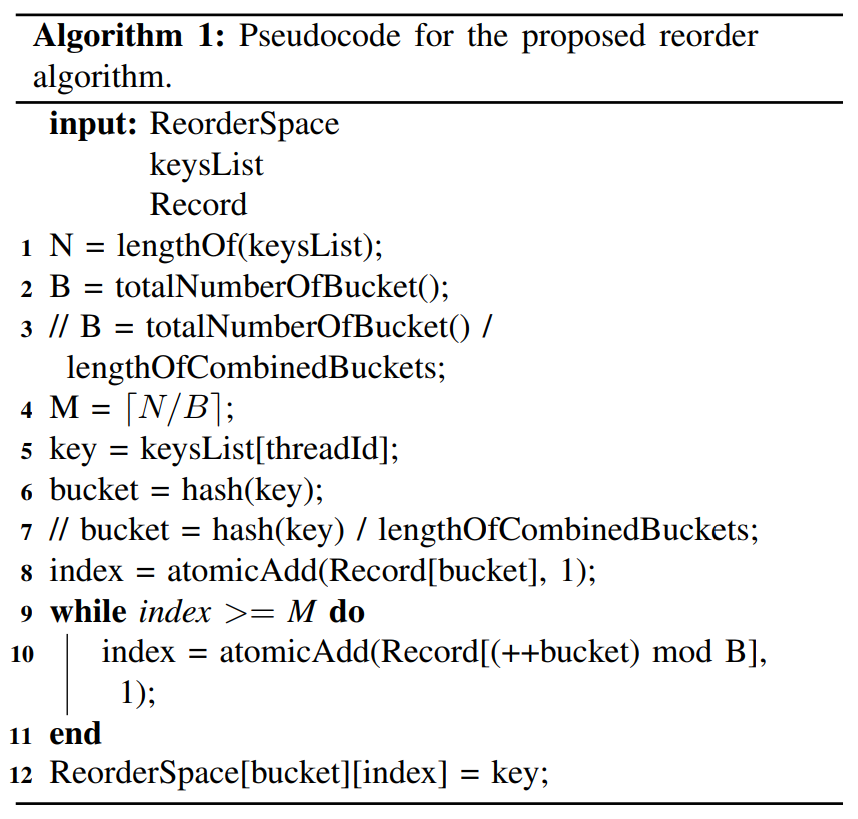 Algorithm 1: Pseudocode for the proposed reorder
algorithm.
input: ReorderSpace
keysList
Record
1 N = lengthOf(keysList);
2 B = totalNumberOfBucket();
3 // B = totalNumberOfBucket() /
lengthOfCombinedBuckets;
4 M = ⌈N/B⌉;
5 key = keysList[threadId];
6 bucket = hash(key);
7 // bucket = hash(key) / lengthOfCombinedBuckets;
8 index = atomicAdd(Record[bucket], 1);
9 while index >= M do
10 index = atomicAdd(Record[(++bucket) mod B],
1);
11 end
12 ReorderSpace[bucket][index] = key;